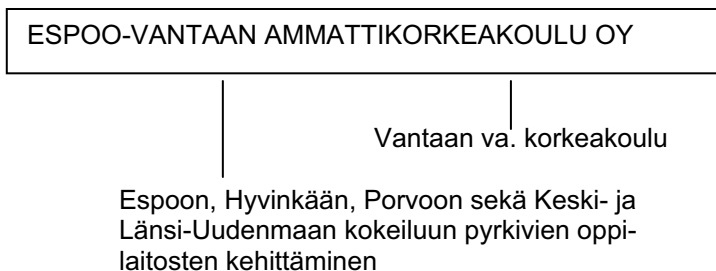 ESPOO-VANTAAN AMMATTIKORKEAKOULU OY
Vantaan va. korkeakoulu
Espoon, Hyvinkään, Porvoon sekä Keski- ja
Länsi-Uudenmaan kokeiluun pyrkivien oppi-
laitosten kehittäminen